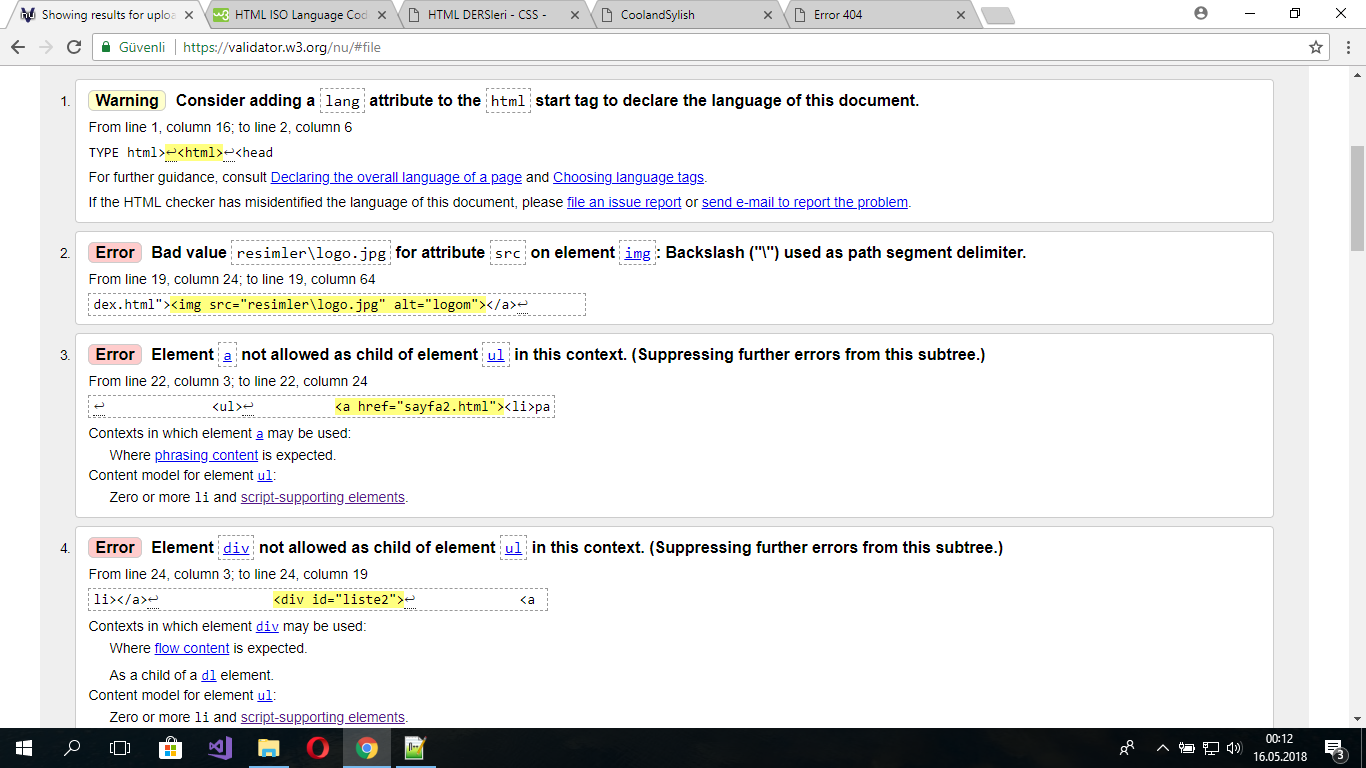 Showing results for uploa
HTML ISO Language Cod
HTML DERSleri - CSS -
CoolandSylish
Error 404
Güvenli
https://validator.w3.org/nu/#file
1. Warning Consider adding a lang attribute to the html start tag to declare the language of this document.
From line 1, column 16; to line 2, column 6
TYPE html>↩<html>↩<head
For further guidance, consult Declaring the overall language of a page and Choosing language tags.
If the HTML checker has misidentified the language of this document, please file an issue report or send e-mail to report the problem.
2. Error Bad value resimler\logo.jpg for attribute src on element img: Backslash ("\") used as path segment delimiter.
From line 19, column 24; to line 19, column 64
dex.html"><img src="resimler\logo.jpg" alt="logom"></a>↩
3. Error Element a not allowed as child of element ul in this context. (Suppressing further errors from this subtree.)
From line 22, column 3; to line 22, column 24
↩ <ul>↩ <a href="sayfa2.html"><li>pa
Contexts in which element a may be used:
Where phrasing content is expected.
Content model for element ul:
Zero or more li and script-supporting elements.
4. Error Element div not allowed as child of element ul in this context. (Suppressing further errors from this subtree.)
From line 24, column 3; to line 24, column 19
li></a>↩ <div id="liste2">↩ <a
Contexts in which element div may be used:
Where flow content is expected.
As a child of a dl element.
Content model for element ul:
Zero or more li and script-supporting elements.
00:12
16.05.2018
3